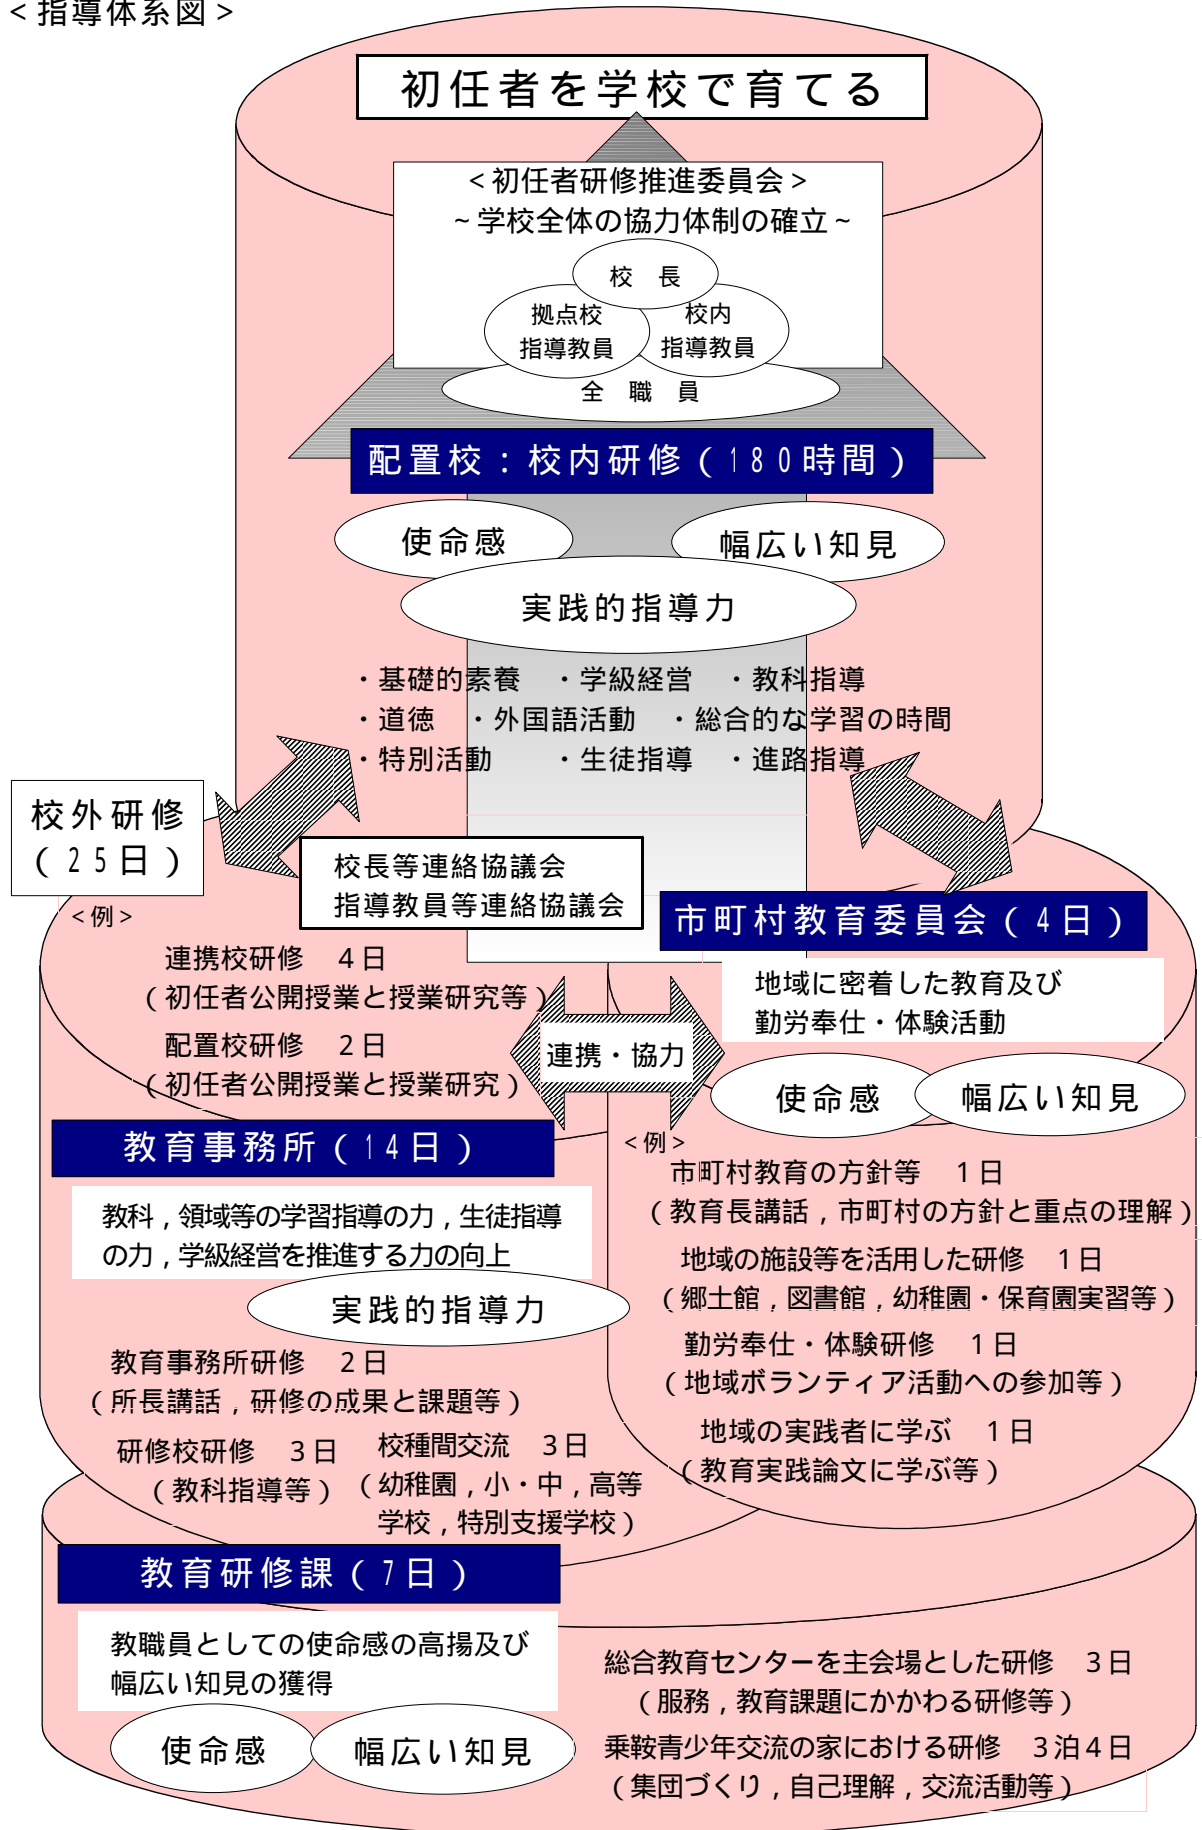 ＜指導体系図＞
初任者を学校で育てる
＜初任者研修推進委員会＞
～学校全体の協力体制の確立～
校　長
拠点校
指導教員
校内
指導教員
全　職　員
配置校：校内研修（１８０時間）
使命感
幅広い知見
実践的指導力
・基礎的素養　・学級経営　・教科指導
・道徳　・外国語活動　・総合的な学習の時間
・特別活動　　・生徒指導　・進路指導
校外研修
（２５日）
校長等連絡協議会
指導教員等連絡協議会
＜例＞
連携校研修　４日
（初任者公開授業と授業研究等）
配置校研修　２日
（初任者公開授業と授業研究）
連携・協力
市町村教育委員会（４日）
地域に密着した教育及び
勤労奉仕・体験活動
使命感
幅広い知見
＜例＞
市町村教育の方針等　１日
（教育長講話，市町村の方針と重点の理解）
地域の施設等を活用した研修　１日
（郷土館，図書館，幼稚園・保育園実習等）
勤労奉仕・体験研修　１日
（地域ボランティア活動への参加等）
地域の実践者に学ぶ　１日
（教育実践論文に学ぶ等）
教育事務所（１４日）
教科，領域等の学習指導の力，生徒指導
の力，学級経営を推進する力の向上
実践的指導力
教育事務所研修　２日
（所長講話，研修の成果と課題等）
研修校研修　３日
（教科指導等）
校種間交流　３日
（幼稚園，小・中，高等
学校，特別支援学校）
教育研修課（７日）
教職員としての使命感の高揚及び
幅広い知見の獲得
使命感
幅広い知見
総合教育センターを主会場とした研修　３日
（服務，教育課題にかかわる研修等）
乗鞍青少年交流の家における研修　３泊４日
（集団づくり，自己理解，交流活動等）